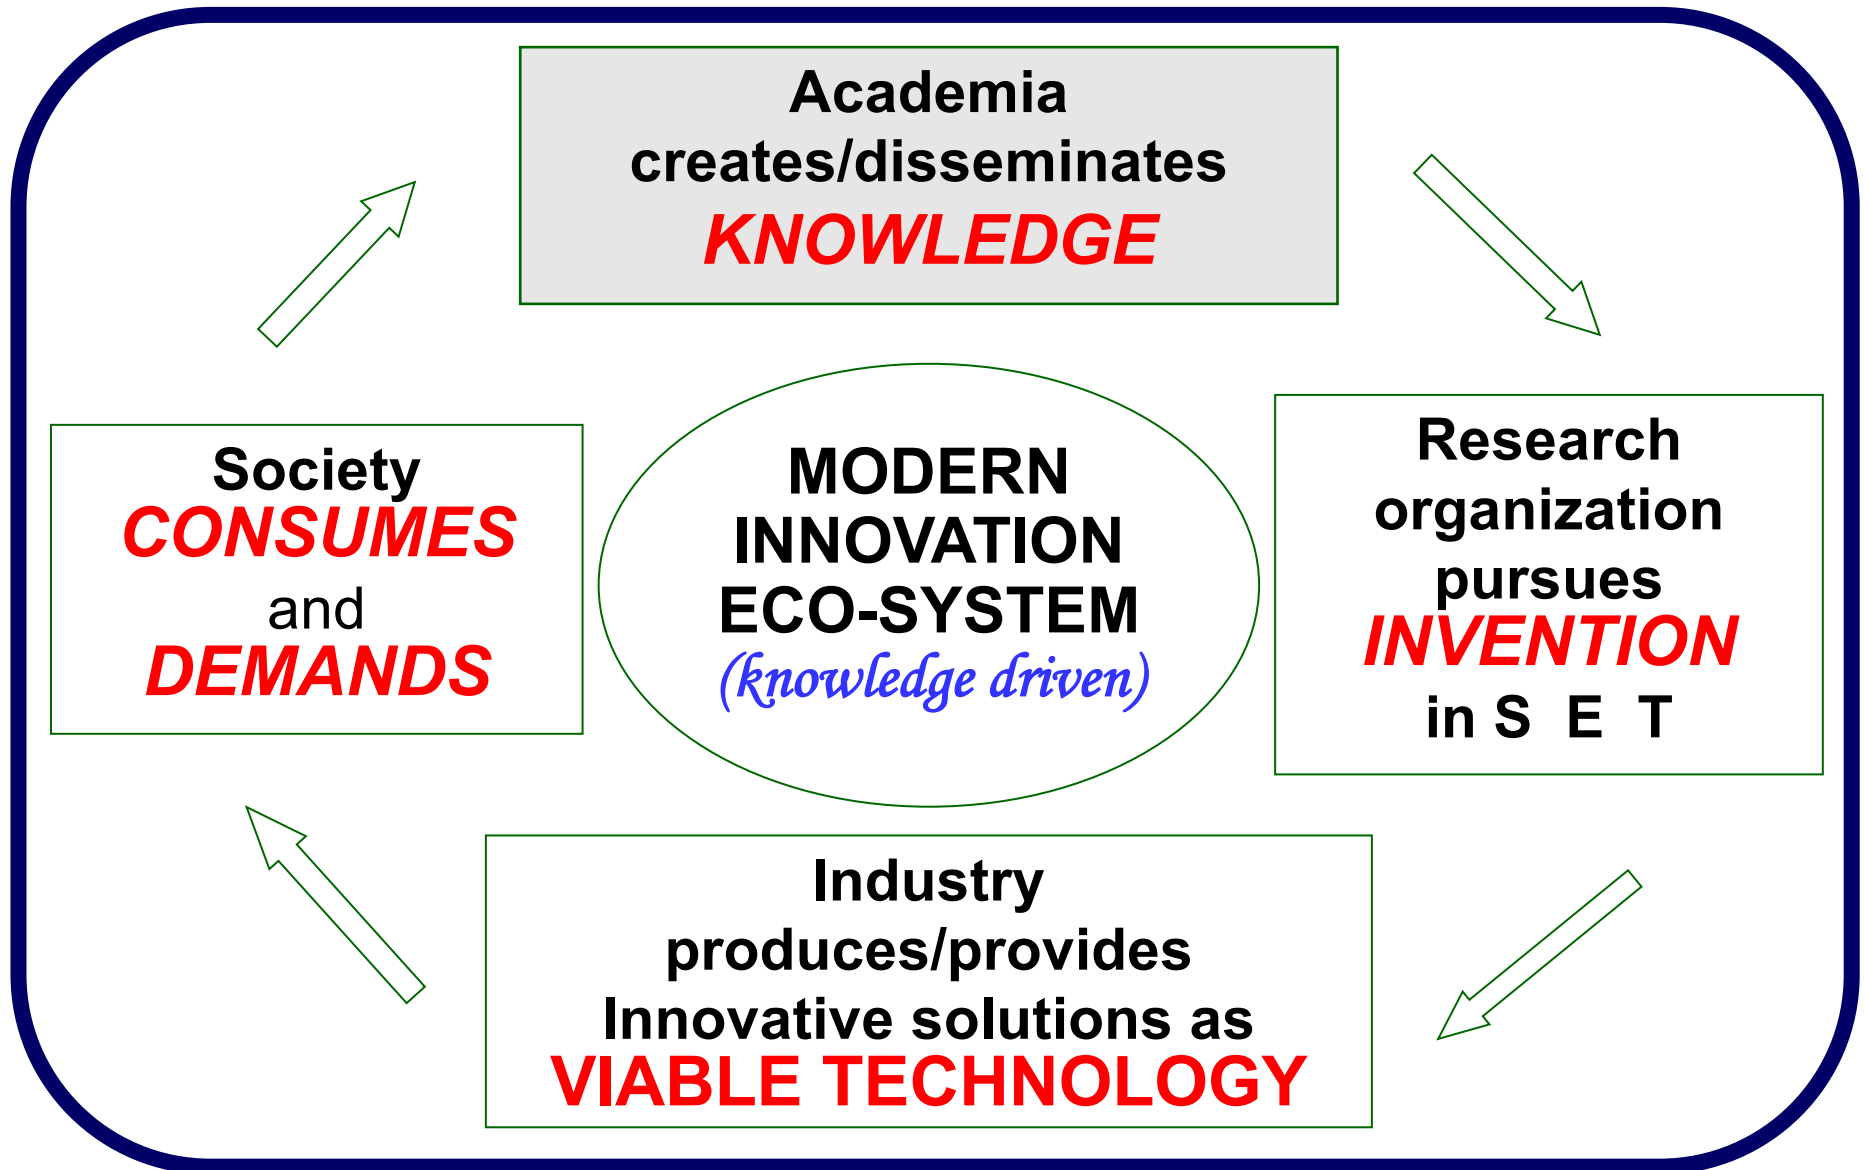 Academia
creates/disseminates
KNOWLEDGE
Society
CONSUMES
and
DEMANDS
MODERN
INNOVATION
ECO-SYSTEM
(knowledge driven)
Research
organization
pursues
INVENTION
in S E T
Industry
produces/provides
Innovative solutions as
VIABLE TECHNOLOGY